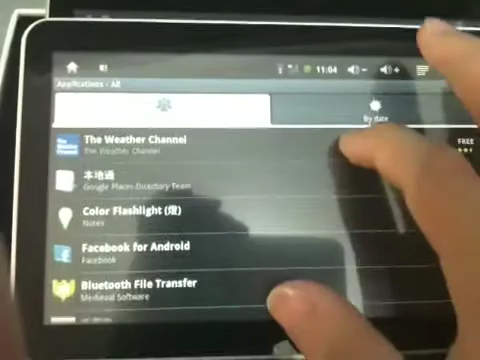 11:04
Applications - All
By date
The Weather Channel
The Weather Channel
FREE
本地通
Google Places Directory Team
Color Flashlight (燈)
Notes
Facebook for Android
Facebook
Bluetooth File Transfer
Medieval Software